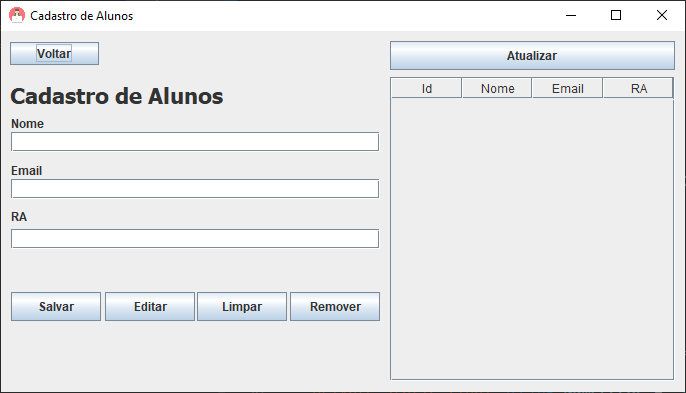 Cadastro de Alunos
Voltar
Cadastro de Alunos
Nome
Email
RA
Salvar Editar Limpar Remover
Atualizar
Id Nome Email RA